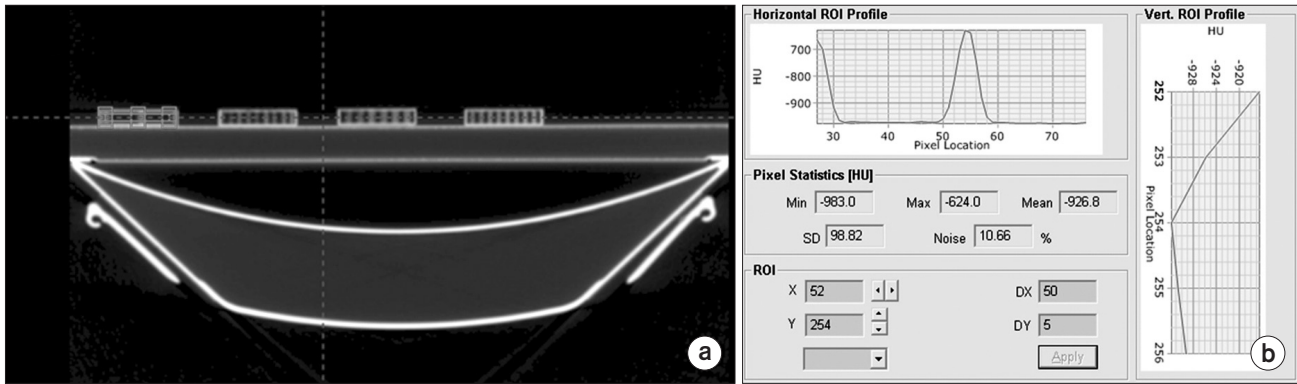 a
Horizontal ROI Profile
HU
700
-800
-900
30
40
50
60
70
Pixel Location
Pixel Statistics [HU]
Min -983.0 Max -624.0 Mean -926.8
SD 98.82 Noise 10.66 %
ROI
X 52 DX 50
Y 254 DY 5
Apply
Vert. ROI Profile
HU
-928
-924
-920
252
253
254
255
256
Pixel Location
b